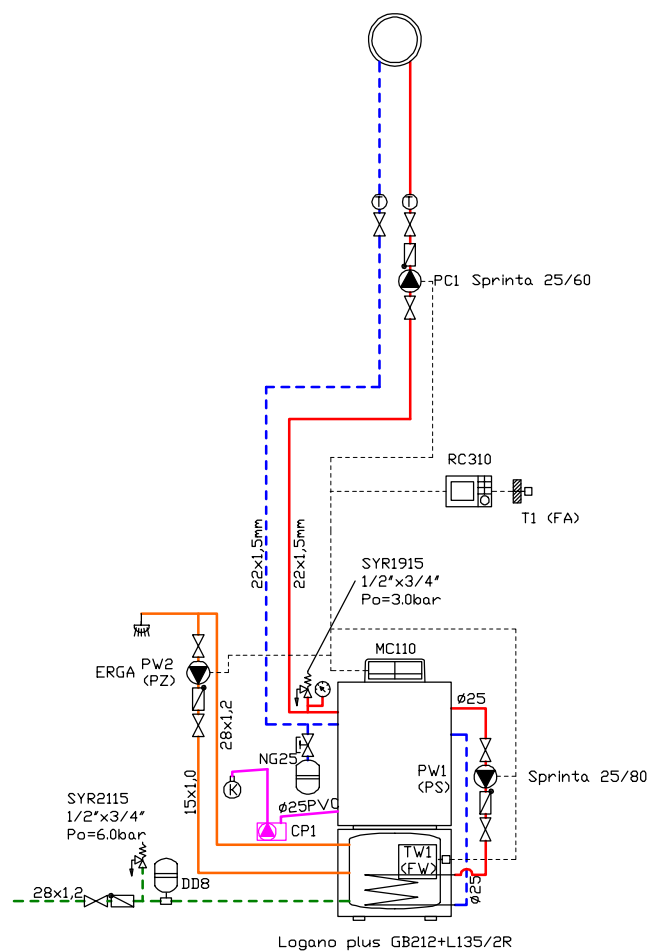 T
T
PC1 Sprinta 25/60
RC310
T1 (FA)
22x1,5mm
22x1,5mm
SYR1915
1/2"x3/4"
Po=3.0bar
MC110
ERGA
PW2
(PZ)
28x1,2
15x1,0
ø25
NG25
PW1
(PS)
Sprinta 25/80
K
ø25PVC
CP1
SYR2115
1/2"x3/4"
Po=6.0bar
TW1
(FW)
DD8
28x1,2
ø25
Logano plus GB212+L135/2R